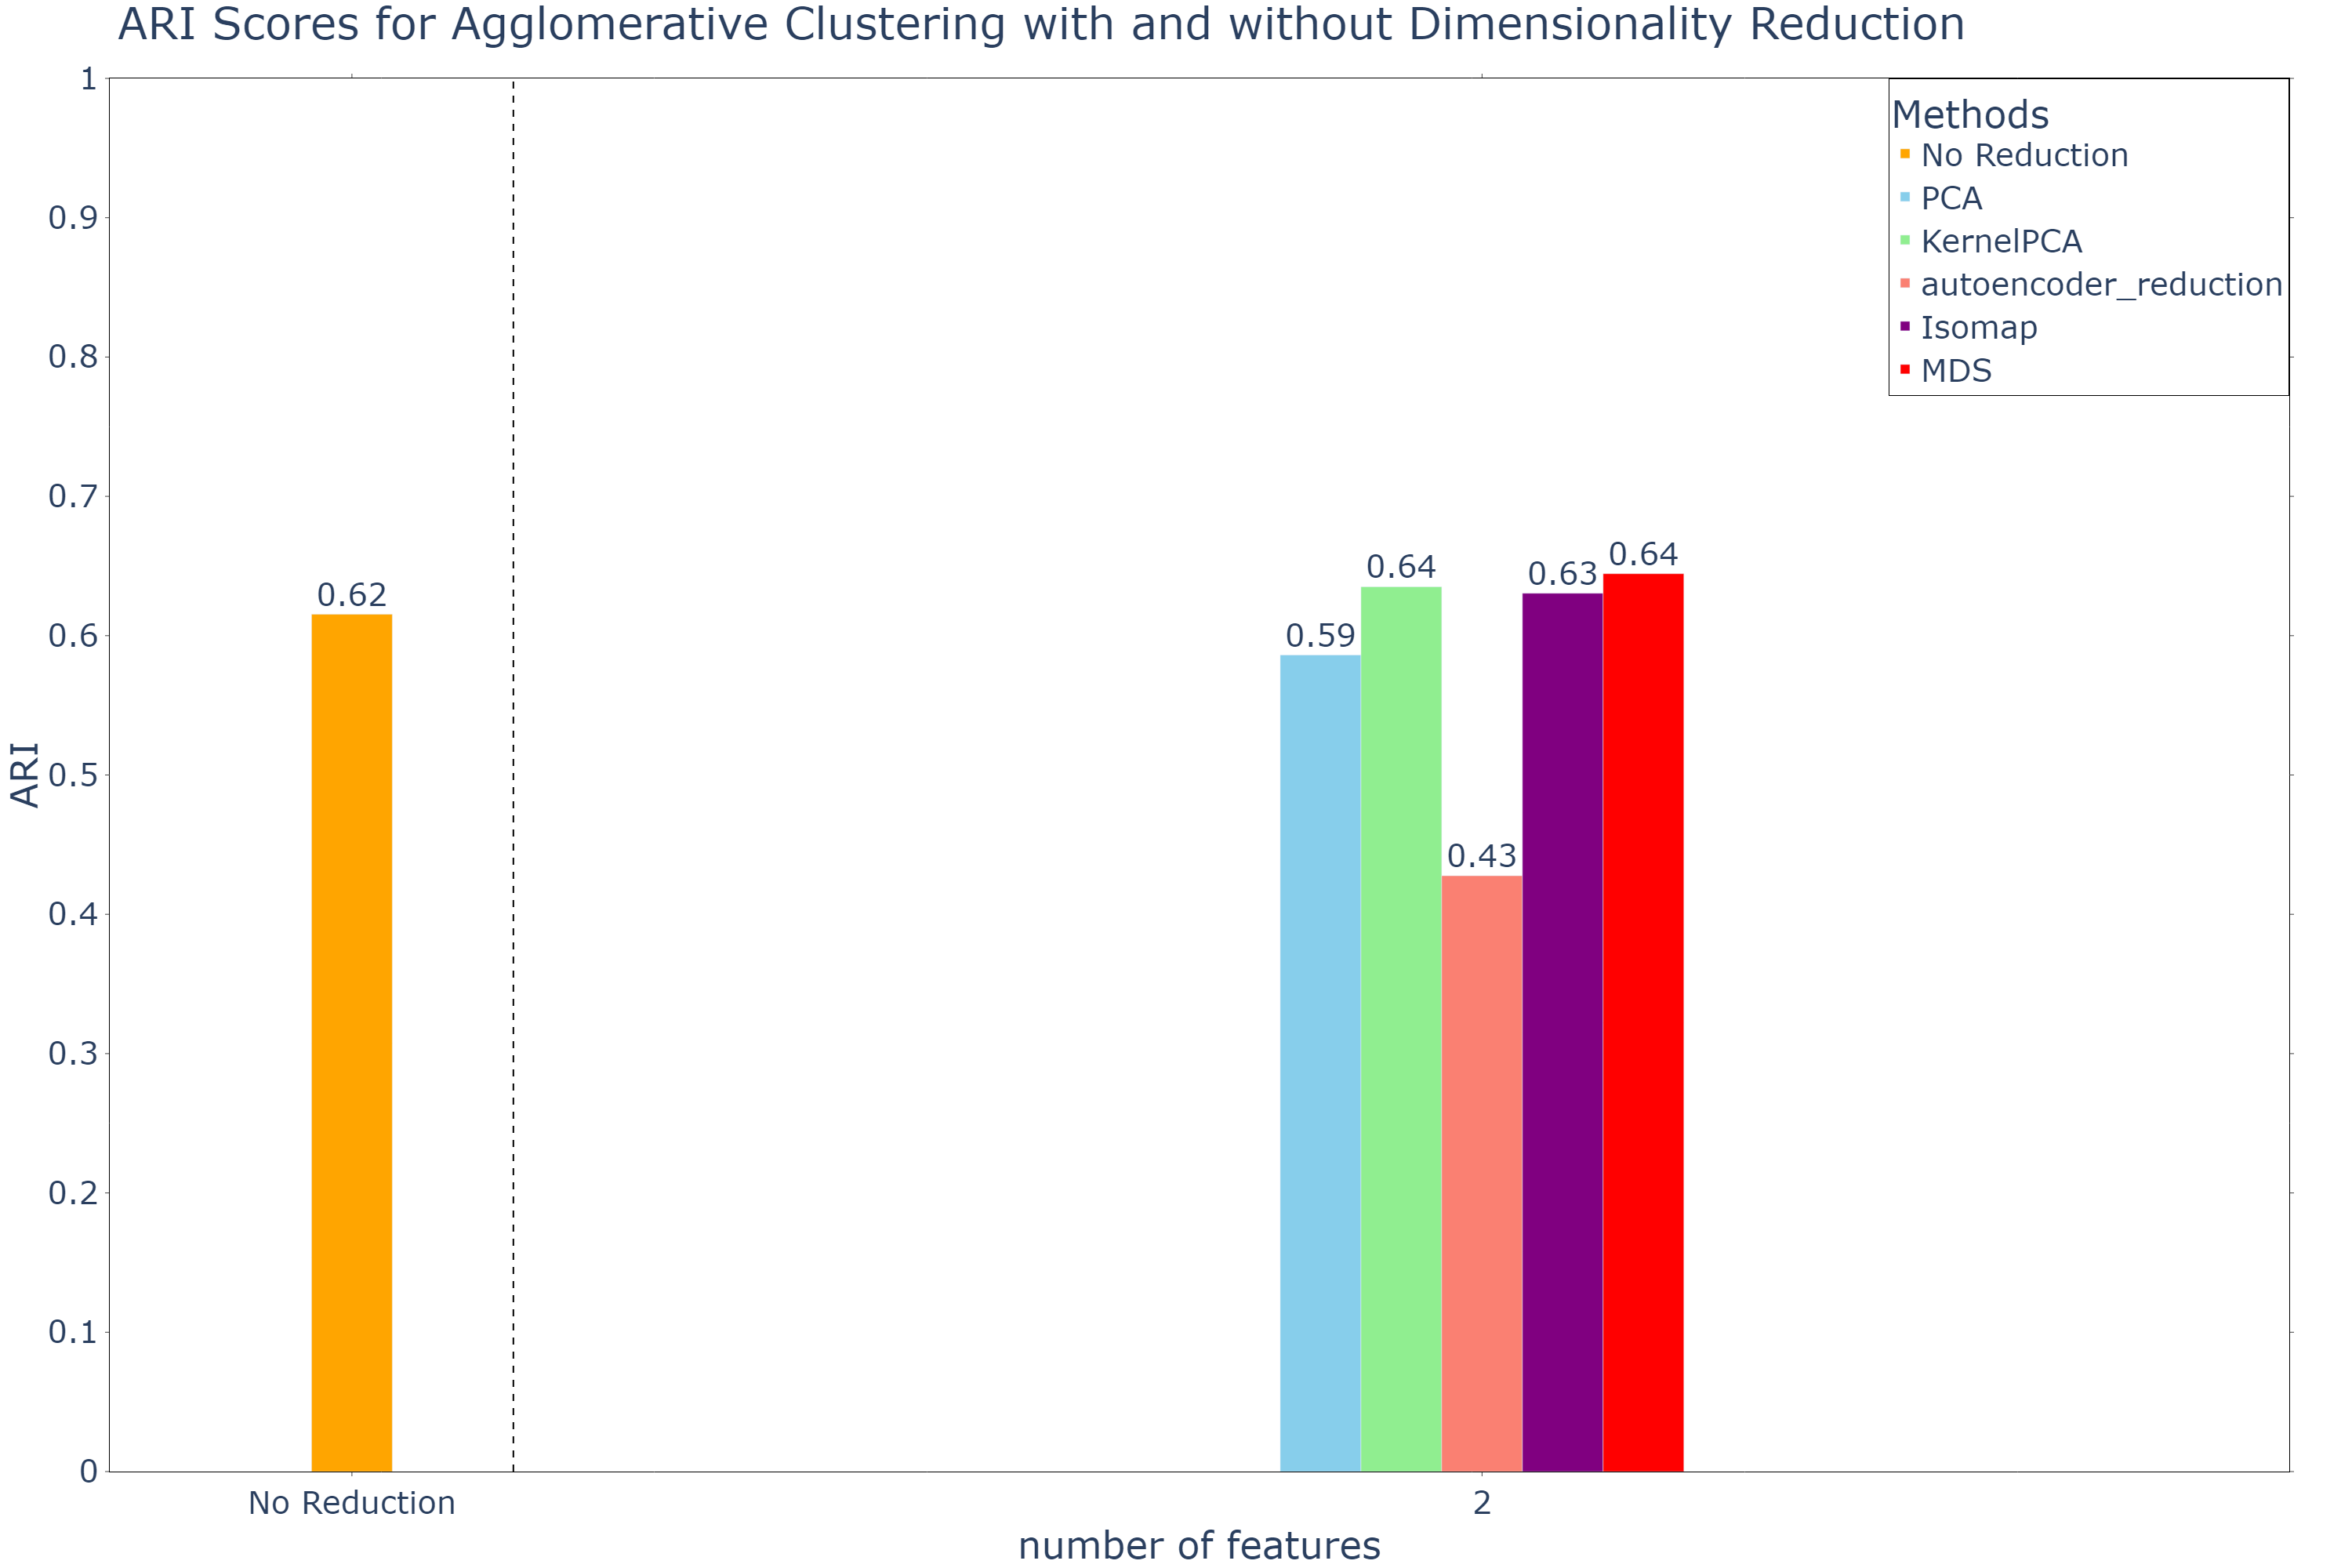 ARI Scores for Agglomerative Clustering with and without Dimensionality Reduction
1
0.9
0.8
0.7
0.6
0.5
0.4
0.3
0.2
0.1
0
ARI
Methods
No Reduction
PCA
KernelPCA
autoencoder_reduction
Isomap
MDS
0.62
0.59
0.64
0.43
0.63
0.64
No Reduction
2
number of features